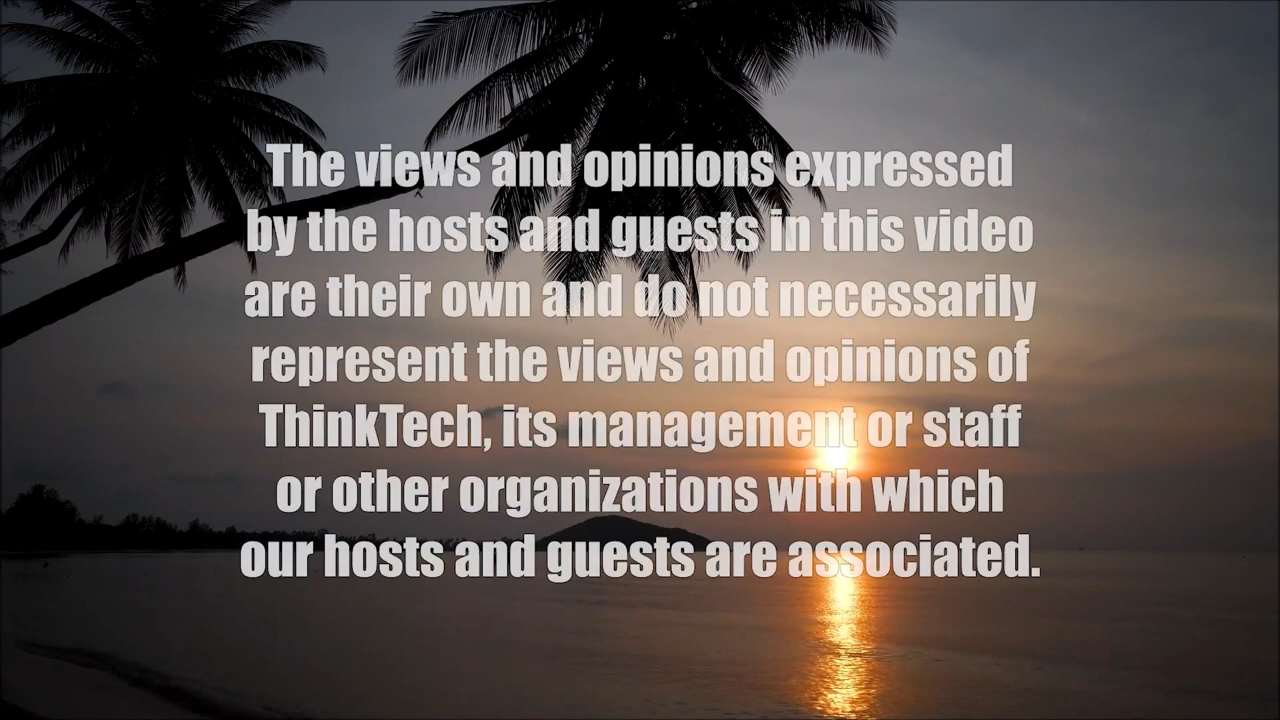 The views and opinions expressed
by the hosts and guests in this video
are their own and do not necessarily
represent the views and opinions of
ThinkTech, its management or staff
or other organizations with which
our hosts and guests are associated.